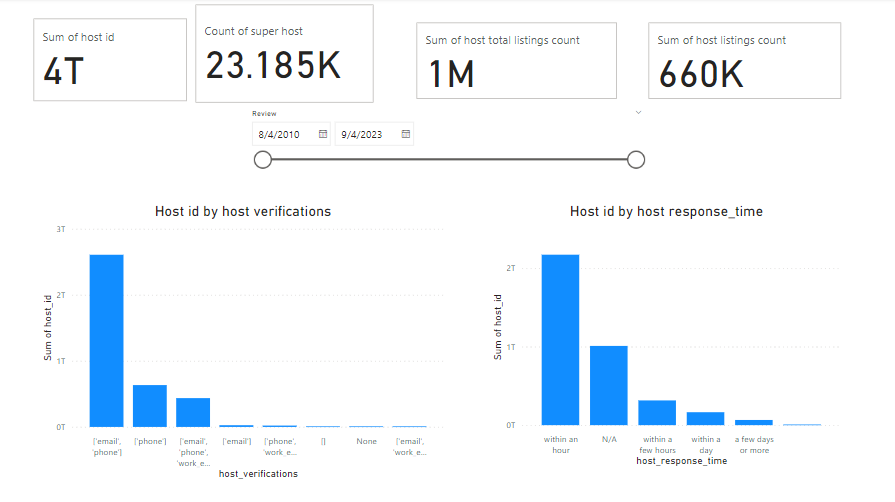 Sum of host id
4T
Count of super host
23.185K
Sum of host total listings count
1M
Sum of host listings count
660K
Review
8/4/2010
9/4/2023
Host id by host verifications
3T
2T
1T
0T
Sum of host_id
['email', 'phone']
['phone']
['email', 'phone', 'work_e...
['email']
['phone', 'work_e...
[]
None
['email', 'work_e...
host_verifications
Host id by host response_time
2T
1T
0T
Sum of host_id
within an hour
N/A
within a few hours
within a day
a few days or more
host_response_time